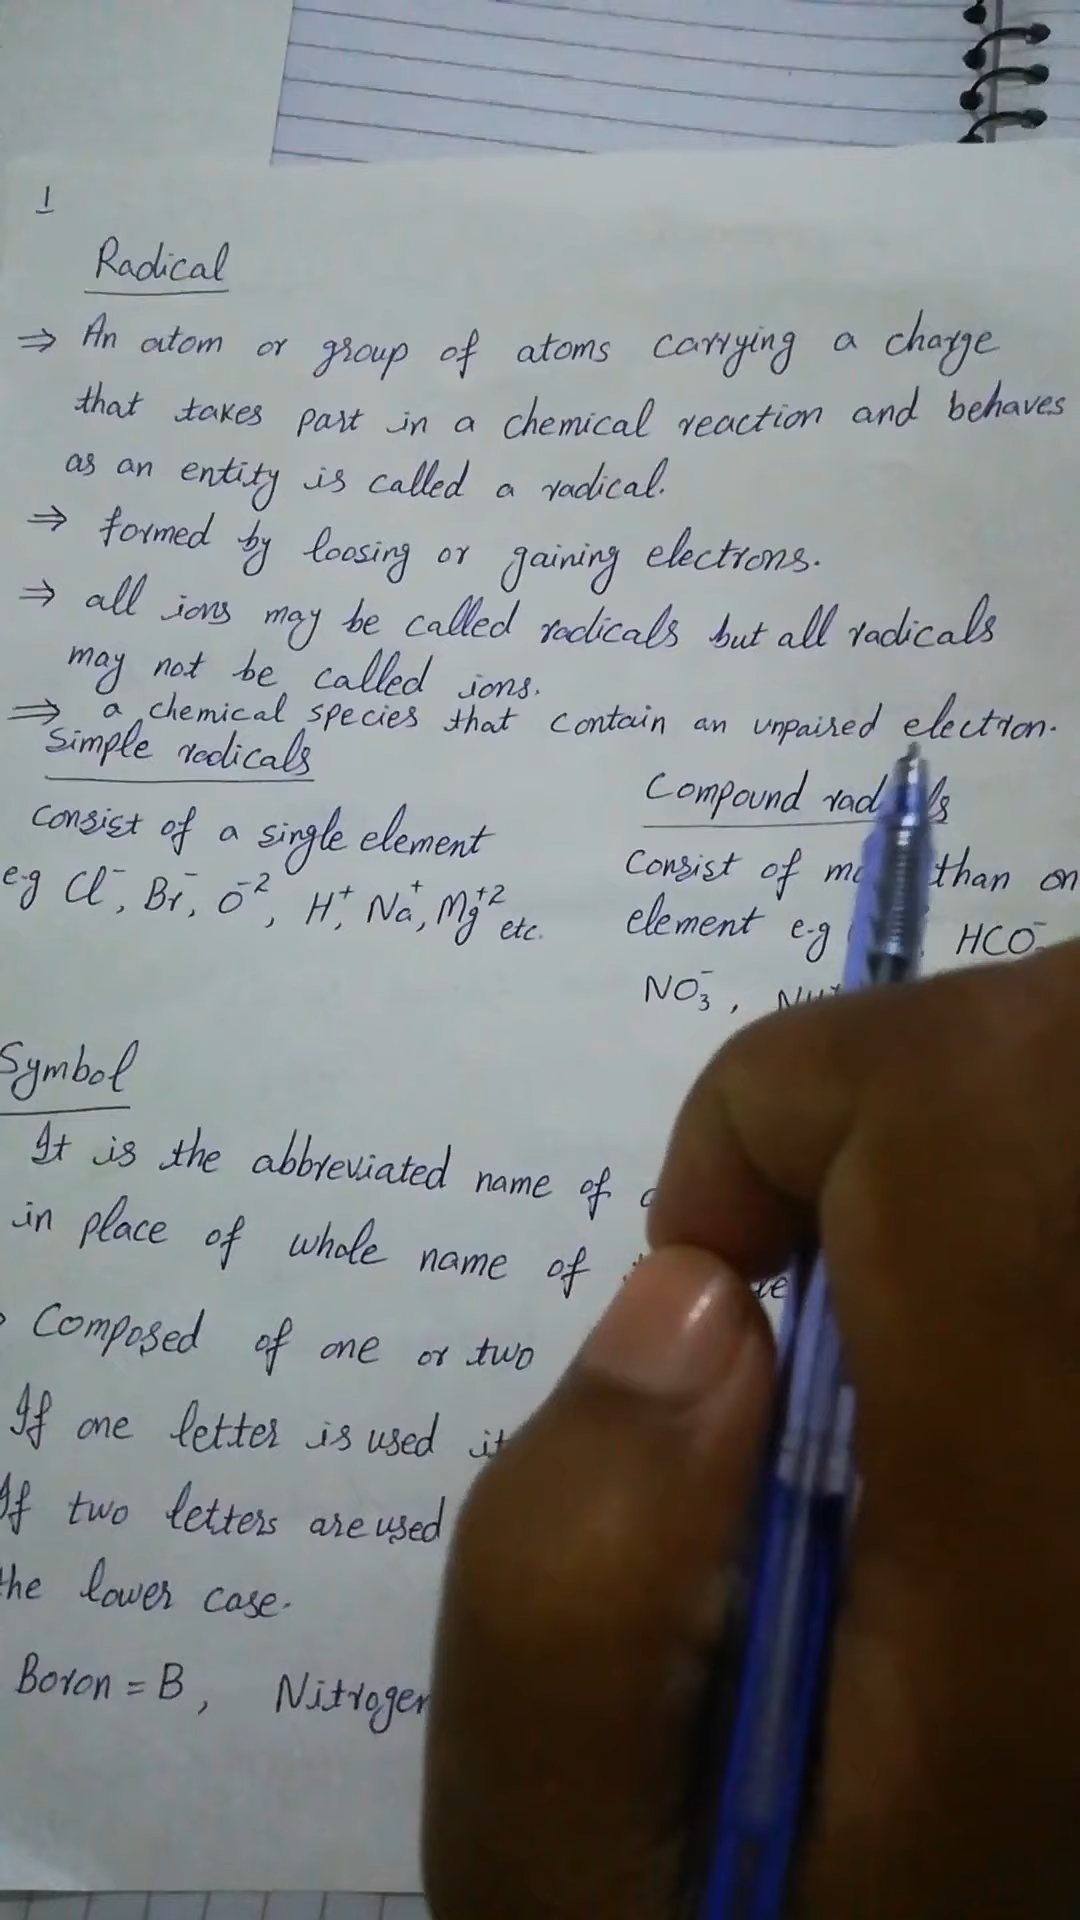 1
Radical
⇒ An atom or group of atoms carrying a charge
that takes part in a chemical reaction and behaves
as an entity is called a radical.
⇒ formed by loosing or gaining electrons.
⇒ all ions may be called radicals but all radicals
may not be called ions.
⇒ a chemical species that contain an unpaired electron.
Simple radicals
Consist of a single element
e.g Cl⁻, Br⁻, O⁻², H⁺, Na⁺, Mg⁺² etc.
Compound
Consist of than
element e-g
NO₃⁻,
Symbol
It is the abbreviated name of
in place of whole name of
Composed of one or two
If one letter is used it
If two letters are used
the lower case.
Boron = B,